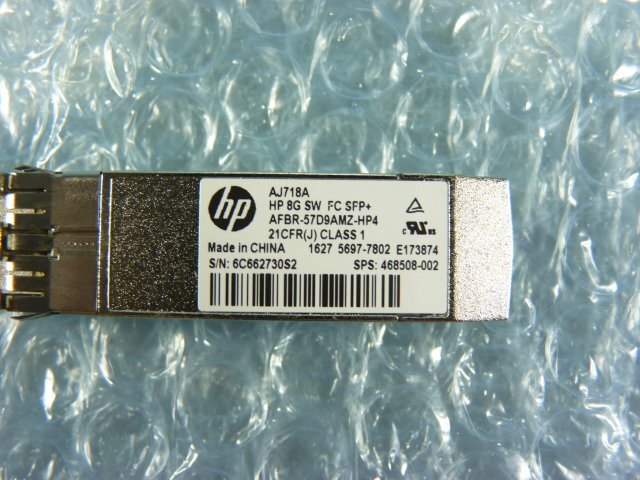 hp
AJ718A
HP 8G SW FC SFP+
AFBR-57D9AMZ-HP4
21CFR(J) CLASS 1
Made in CHINA 1627 5697-7802 E173874
S/N: 6C662730S2 SPS: 468508-002